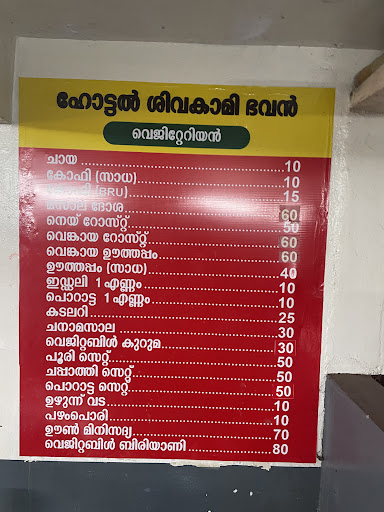 ഹോട്ടൽ ശിവകാമി ഭവൻ
വെജിറ്റേറിയൻ
ചായ ........ 10
കോഫി (സാധ) ........ 10
കോഫി (BRU) ........ 15
മസാല ദോശ ........ 60
നെയ് റോസ്റ്റ് ........ 50
വെങ്കായ റോസ്റ്റ് ........ 60
വെങ്കായ ഊത്തപ്പം ........ 60
ഊത്തപ്പം (സാധ) ........ 40
ഇഡ്ഡലി 1 എണ്ണം ........ 10
പൊറാട്ട 1 എണ്ണം ........ 10
കടലറി ........ 25
ചനാമസാല ........ 30
വെജിറ്റബിൾ കുറുമ ........ 30
പൂരി സെറ്റ് ........ 50
ചപ്പാത്തി സെറ്റ് ........ 50
പൊറാട്ട സെറ്റ് ........ 50
ഉഴുന്ന് വട ........ 10
പഴംപൊരി ........ 10
ഊൺ മിനിസദ്യ ........ 70
വെജിറ്റബിൾ ബിരിയാണി ........ 80